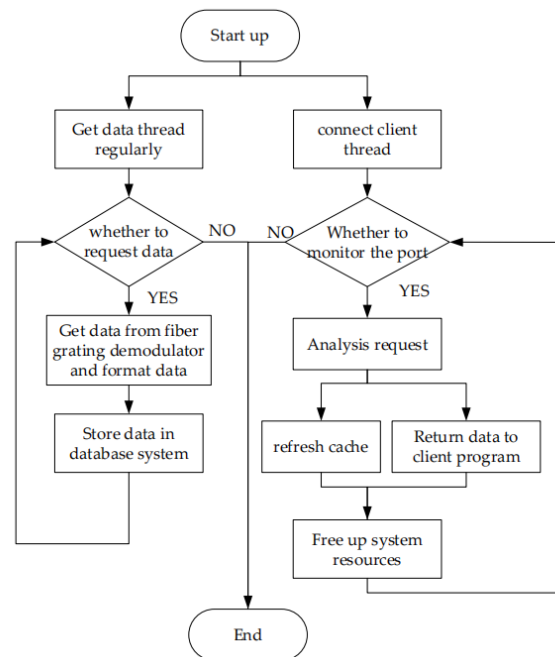 Start up
Get data thread
regularly
connect client
thread
whether to
request data
NO
NO
Whether to
monitor the port
YES
YES
Get data from fiber
grating demodulator
and format data
Analysis request
Store data in
database system
refresh cache
Return data to
client program
Free up system
resources
End